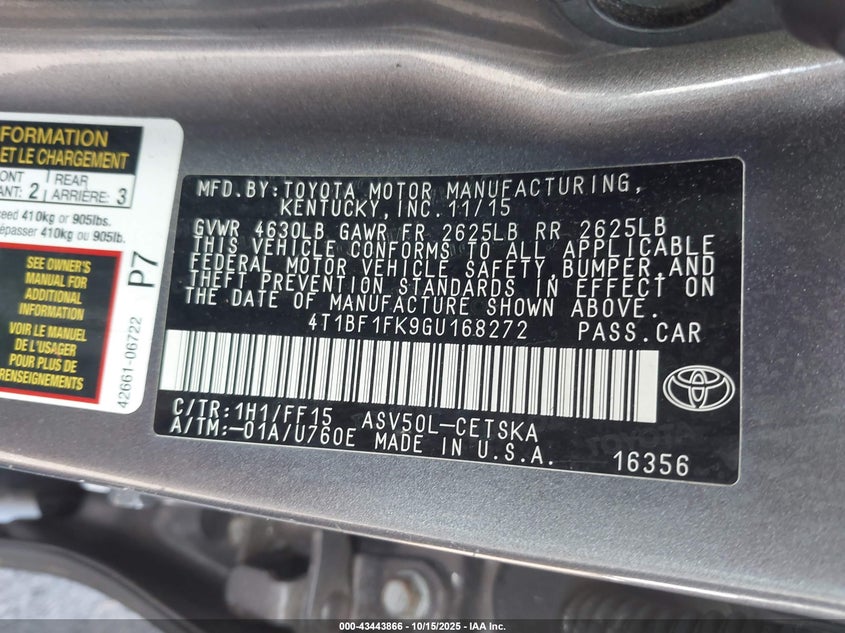 FORMATION
ET LE CHARGEMENT
ONT
ANT: 2
REAR
ARRIÈRE: 3
ceed 410kg or 905lbs.
épasser 410kg ou 905lb.
SEE OWNER'S
MANUAL FOR
ADDITIONAL
INFORMATION
VOIR LE MANUEL
DE L'USAGER
POUR PLUS DE
RENSEIGNEMENTS
P7
42661-06722
MFD.BY:TOYOTA MOTOR MANUFACTURING,
KENTUCKY,INC.11/15
GVWR 4630LB GAWR FR 2625LB RR 2625LB
THIS VEHICLE CONFORMS TO ALL APPLICABLE
FEDERAL MOTOR VEHICLE SAFETY,BUMPER,AND
THEFT PREVENTION STANDARDS IN EFFECT ON
THE DATE OF MANUFACTURE SHOWN ABOVE.
4T1BF1FK9GU168272 PASS.CAR
C/TR:1H1/FF15 ASV50L-CETSKA
A/TM:-01A/U760E MADE IN U.S.A.
16356
000-43443866 - 10/15/2025 - IAA Inc.